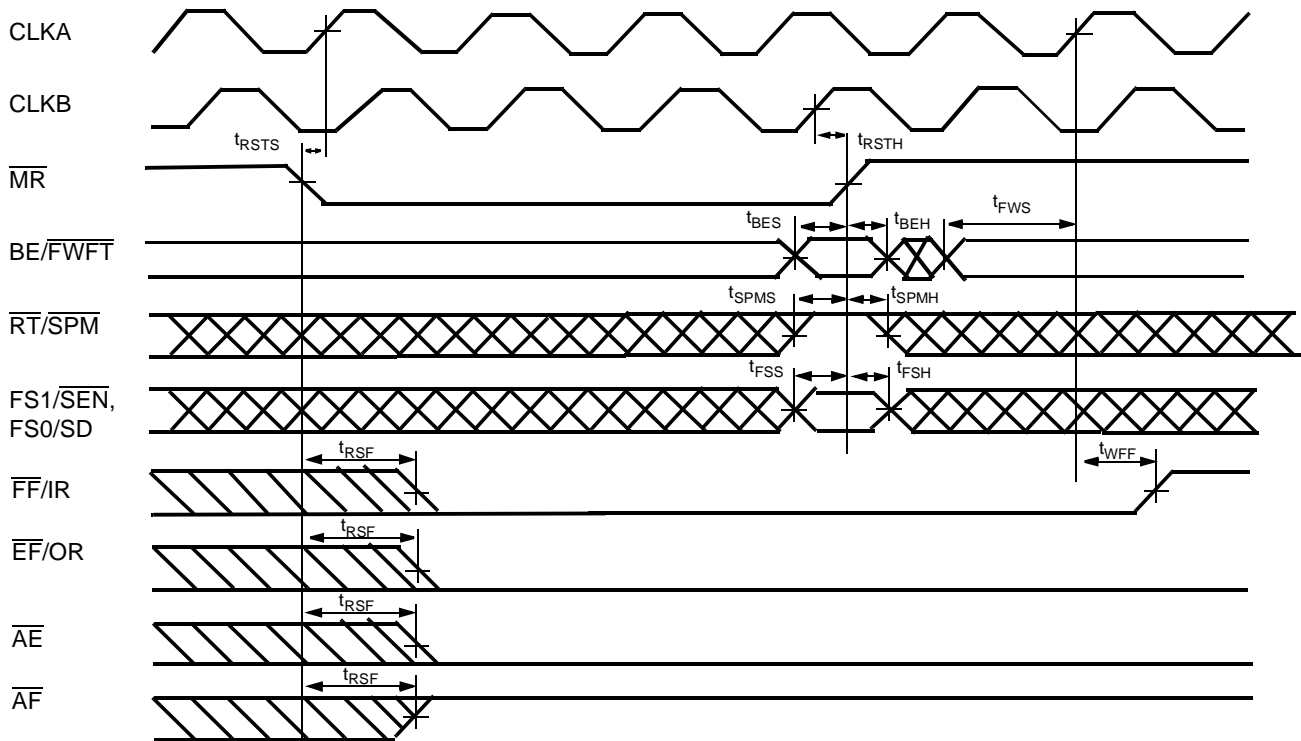 CLKA
CLKB
tRSTS
tRSTH
MR
tBES
tBEH
tFWS
BE/FWFT
tSPMS
tSPMH
RT/SPM
tFSS
tFSH
FS1/SEN,
FS0/SD
tRSF
tWFF
FF/IR
tRSF
EF/OR
tRSF
AE
tRSF
AF